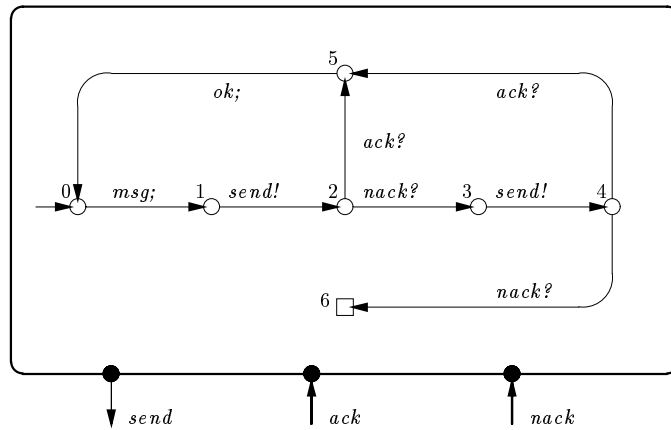 5
ok;
ack?
ack?
0
msg;
1
send!
2
nack?
3
send!
4
6
nack?
send
ack
nack